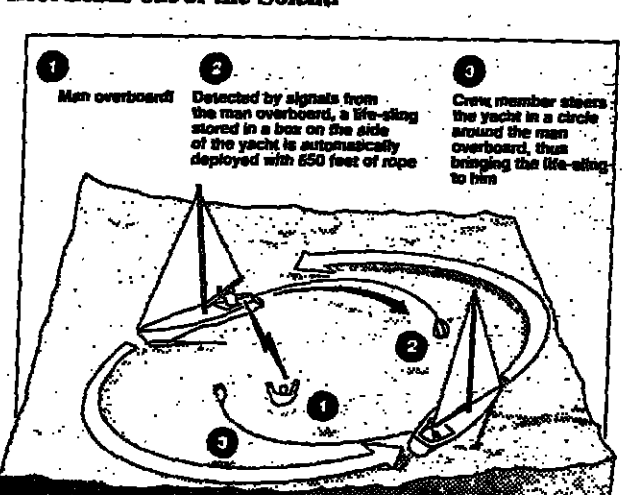 1
Man overboard!
2
Detected by signals from
the man overboard, a life-sling
stored in a box on the side
of the yacht is automatically
deployed with 650 feet of rope
3
Crew member steers
the yacht in a circle
around the man
overboard, thus
bringing the life-sling
to him
2
1
3